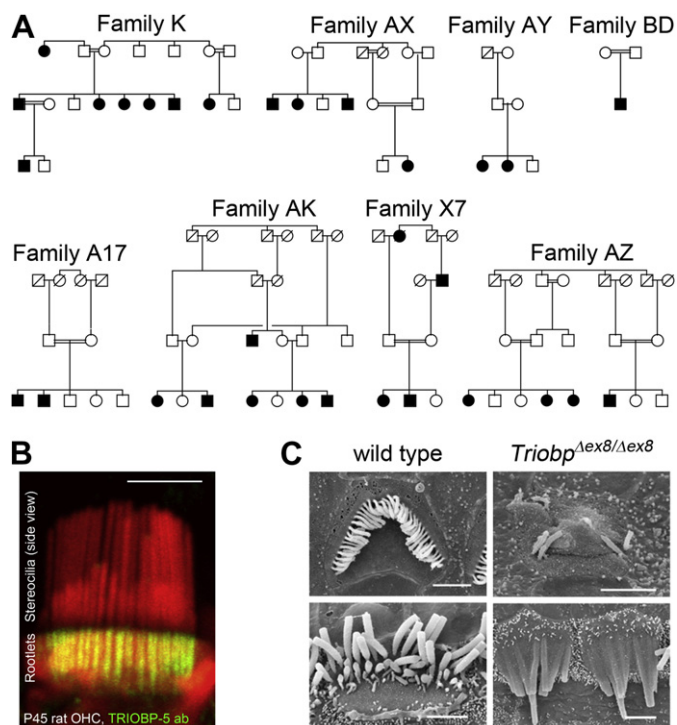 A
Family K
Family AX
Family AY
Family BD
Family A17
Family AK
Family X7
Family AZ
B
Rootlets Stereocilia (side view)
P45 rat OHC, TRIOBP-5 ab
C
wild type
Triobp^Δex8/Δex8